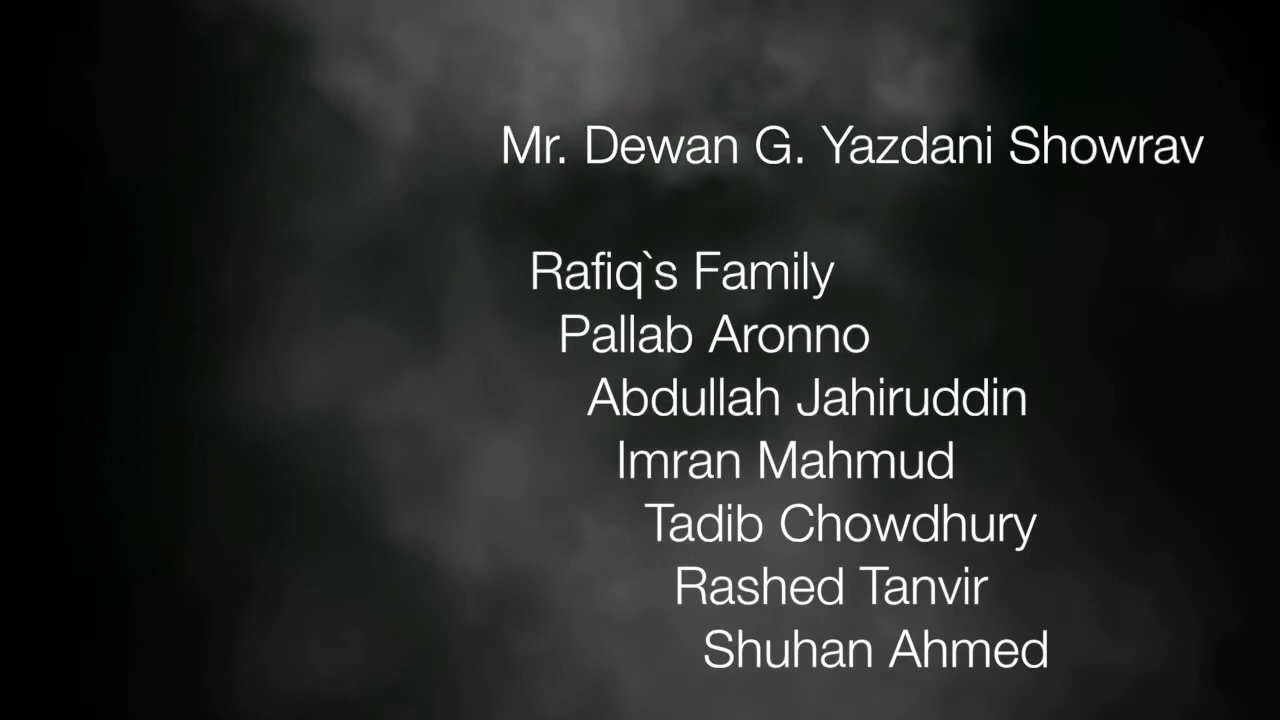 Mr. Dewan G. Yazdani Showrav
Rafiq`s Family
Pallab Aronno
Abdullah Jahiruddin
Imran Mahmud
Tadib Chowdhury
Rashed Tanvir
Shuhan Ahmed